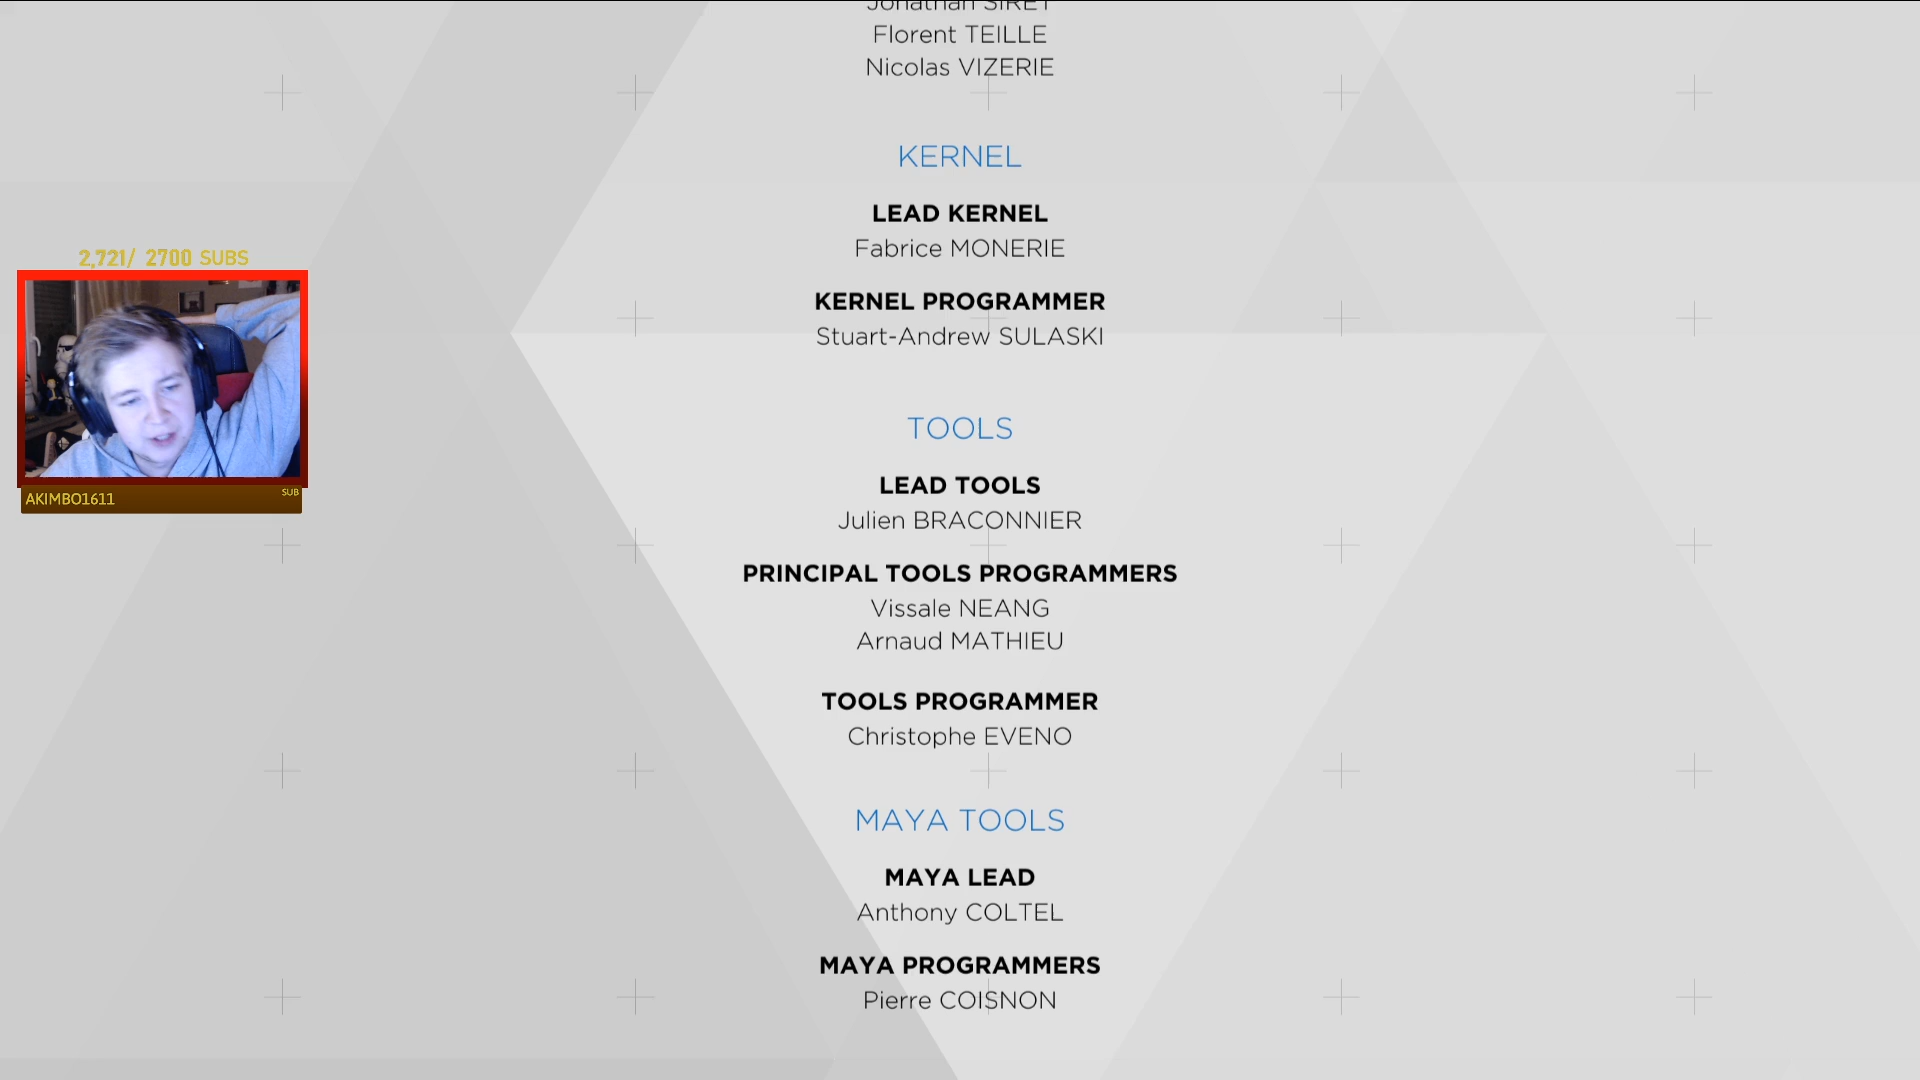 Jonathan SIRET
Florent TEILLE
Nicolas VIZERIE
KERNEL
LEAD KERNEL
Fabrice MONERIE
2,721/ 2700 SUBS
KERNEL PROGRAMMER
Stuart-Andrew SULASKI
TOOLS
LEAD TOOLS
AKIMBO1611
SUB
Julien BRACONNIER
PRINCIPAL TOOLS PROGRAMMERS
Vissale NEANG
Arnaud MATHIEU
TOOLS PROGRAMMER
Christophe EVENO
MAYA TOOLS
MAYA LEAD
Anthony COLTEL
MAYA PROGRAMMERS
Pierre COISNON